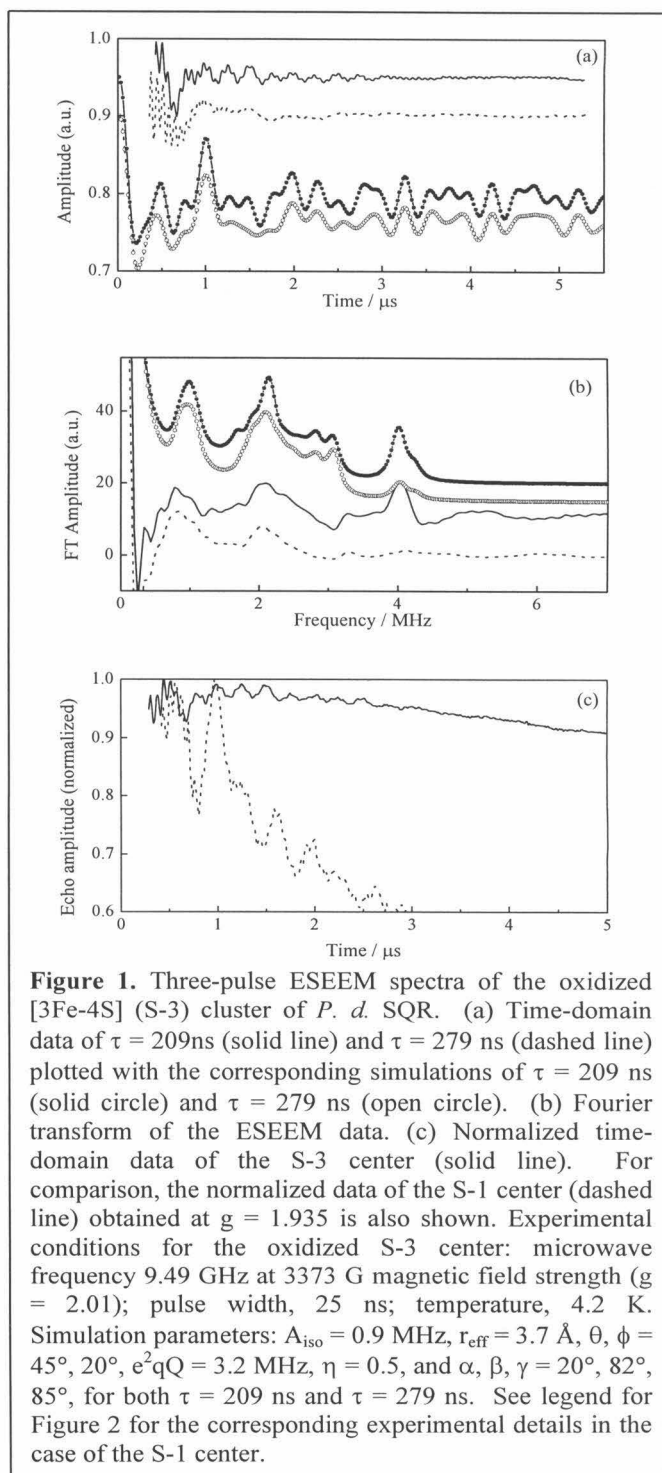 1.0
(a)
0.9
0.8
0.7
Amplitude (a.u.)
0 1 2 3 4 5
Time / μs
(b)
40
20
0
FT Amplitude (a.u.)
0 2 4 6
Frequency / MHz
1.0
(c)
0.9
0.8
0.7
0.6
Echo amplitude (normalized)
0 1 2 3 4 5
Time / μs
Figure 1. Three-pulse ESEEM spectra of the oxidized
[3Fe-4S] (S-3) cluster of P. d. SQR. (a) Time-domain
data of τ = 209ns (solid line) and τ = 279 ns (dashed line)
plotted with the corresponding simulations of τ = 209 ns
(solid circle) and τ = 279 ns (open circle). (b) Fourier
transform of the ESEEM data. (c) Normalized time-
domain data of the S-3 center (solid line). For
comparison, the normalized data of the S-1 center (dashed
line) obtained at g = 1.935 is also shown. Experimental
conditions for the oxidized S-3 center: microwave
frequency 9.49 GHz at 3373 G magnetic field strength (g
= 2.01); pulse width, 25 ns; temperature, 4.2 K.
Simulation parameters: Aiso = 0.9 MHz, reff = 3.7 Å, θ, ϕ =
45°, 20°, e²qQ = 3.2 MHz, η = 0.5, and α, β, γ = 20°, 82°,
85°, for both τ = 209 ns and τ = 279 ns. See legend for
Figure 2 for the corresponding experimental details in the
case of the S-1 center.